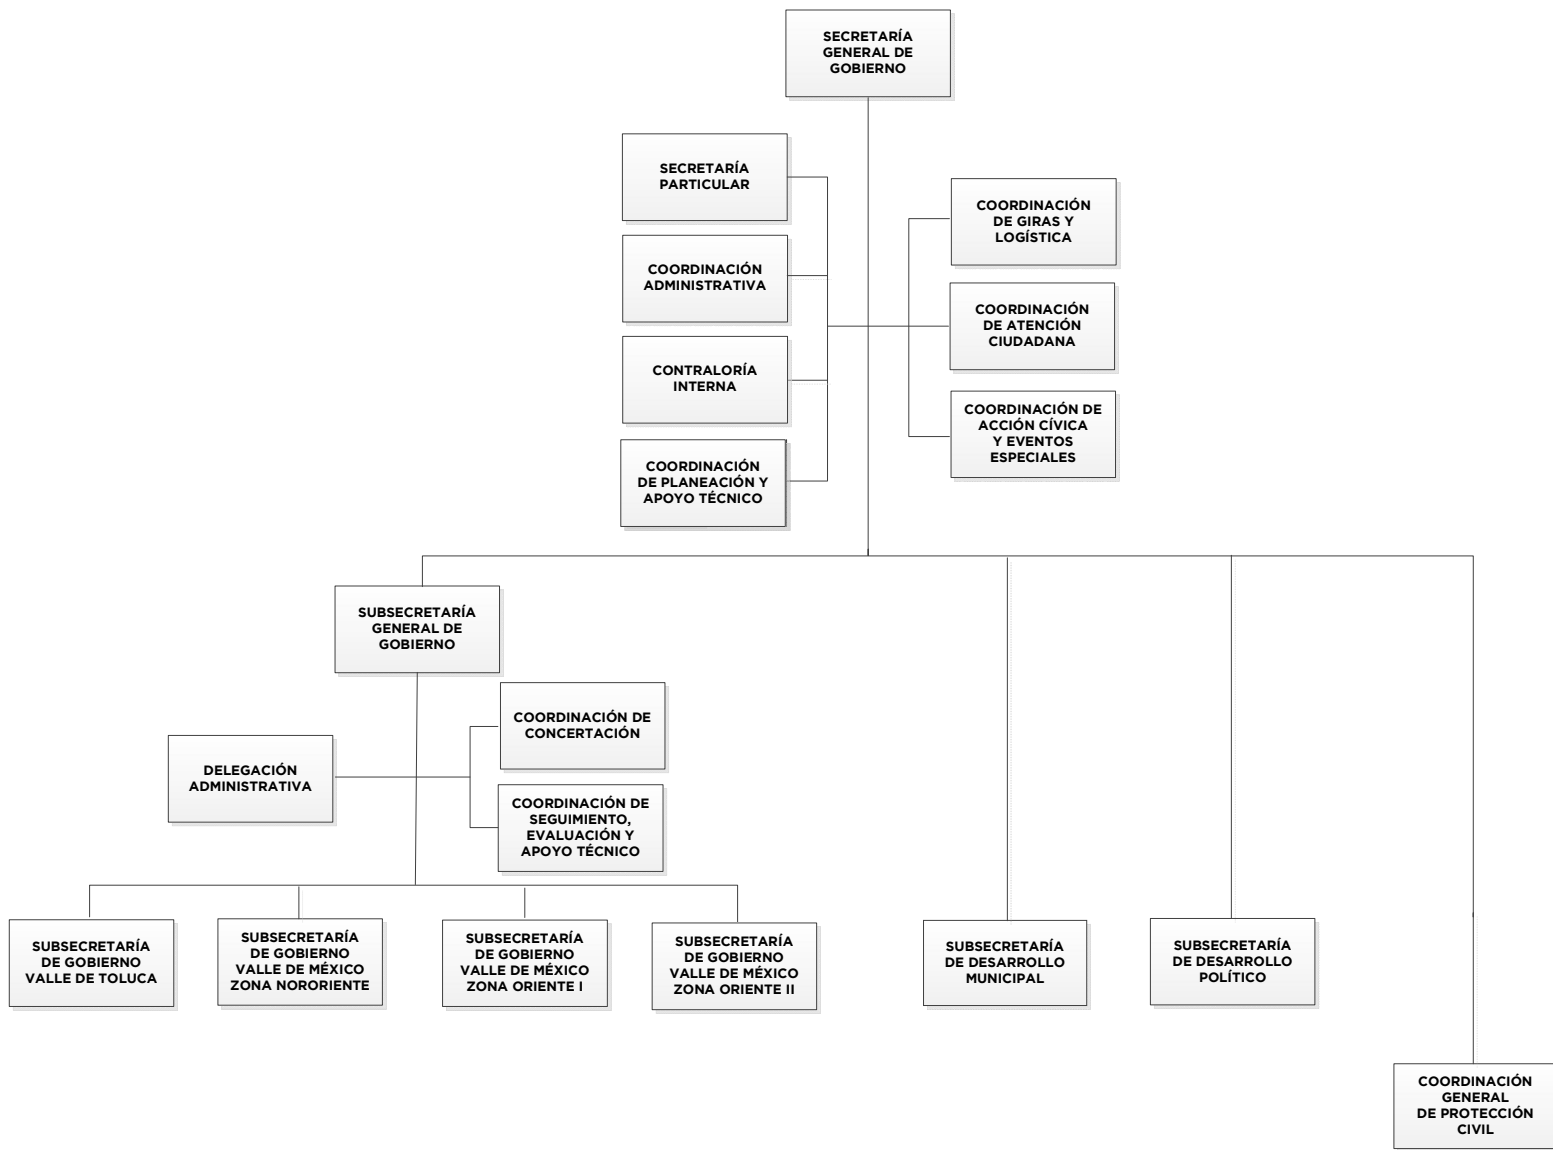 SECRETARÍA
GENERAL DE
GOBIERNO
SECRETARÍA
PARTICULAR
COORDINACIÓN
ADMINISTRATIVA
CONTRALORÍA
INTERNA
COORDINACIÓN
DE PLANEACIÓN Y
APOYO TÉCNICO
COORDINACIÓN
DE GIRAS Y
LOGÍSTICA
COORDINACIÓN
DE ATENCIÓN
CIUDADANA
COORDINACIÓN DE
ACCIÓN CÍVICA
Y EVENTOS
ESPECIALES
SUBSECRETARÍA
GENERAL DE
GOBIERNO
DELEGACIÓN
ADMINISTRATIVA
COORDINACIÓN DE
CONCERTACIÓN
COORDINACIÓN DE
SEGUIMIENTO,
EVALUACIÓN Y
APOYO TÉCNICO
SUBSECRETARÍA
DE GOBIERNO
VALLE DE TOLUCA
SUBSECRETARÍA
DE GOBIERNO
VALLE DE MÉXICO
ZONA NORORIENTE
SUBSECRETARÍA
DE GOBIERNO
VALLE DE MÉXICO
ZONA ORIENTE I
SUBSECRETARÍA
DE GOBIERNO
VALLE DE MÉXICO
ZONA ORIENTE II
SUBSECRETARÍA
DE DESARROLLO
MUNICIPAL
SUBSECRETARÍA
DE DESARROLLO
POLÍTICO
COORDINACIÓN
GENERAL
DE PROTECCIÓN
CIVIL